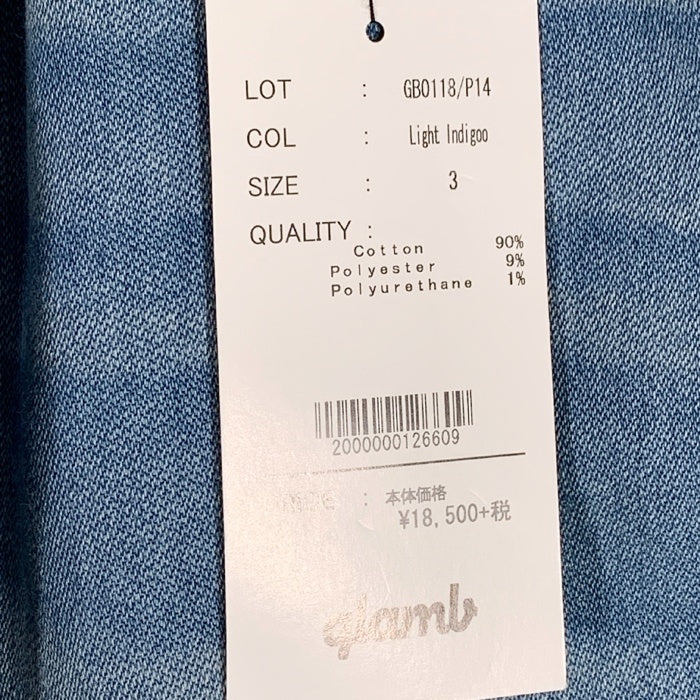 LOT : GB0118/P14
COL : Light Indigoo
SIZE : 3
QUALITY :
Cotton 90%
Polyester 9%
Polyurethane 1%
2000000126609
PRICE : 本体価格
¥18,500+税
glamb